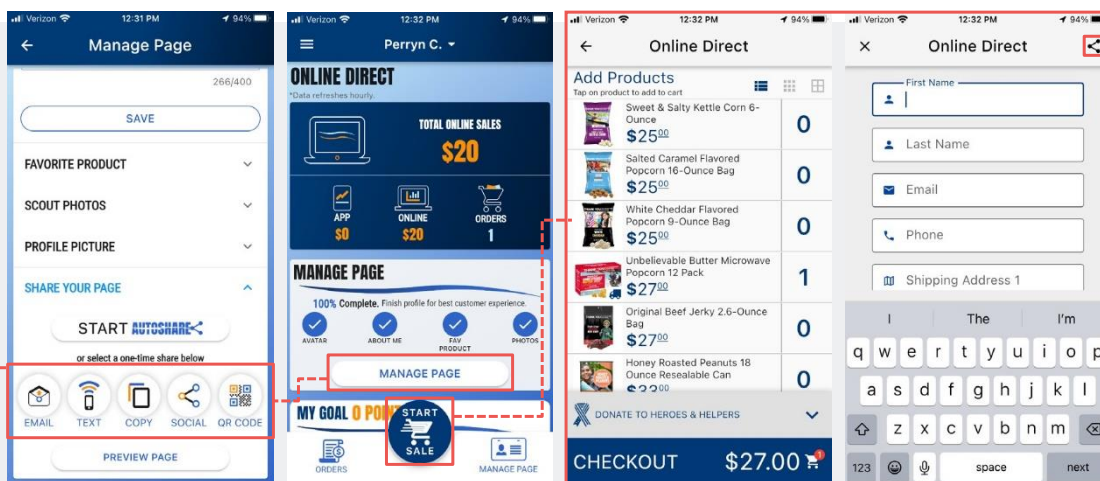 Verizon 12:31 PM 94%
Manage Page
266/400
SAVE
FAVORITE PRODUCT
SCOUT PHOTOS
PROFILE PICTURE
SHARE YOUR PAGE
START AUTOSHARE
or select a one-time share below
EMAIL TEXT COPY SOCIAL QR CODE
PREVIEW PAGE
Verizon 12:32 PM 94%
Perryn C.
ONLINE DIRECT
*Data refreshes hourly.
TOTAL ONLINE SALES
$20
APP ONLINE ORDERS
$0 $20 1
MANAGE PAGE
100% Complete. Finish profile for best customer experience.
AVATAR ABOUT ME FAV PRODUCT PHOTOS
MANAGE PAGE
MY GOAL 0
START
SALE
ORDERS MANAGE PAGE
Verizon 12:32 PM 94%
Online Direct
Add Products
Tap on product to add to cart
Sweet & Salty Kettle Corn 6-
Ounce
$25.00 0
Salted Caramel Flavored
Popcorn 16-Ounce Bag
$25.00 0
White Cheddar Flavored
Popcorn 9-Ounce Bag
$25.00 0
Unbelievable Butter Microwave
Popcorn 12 Pack
$27.00 1
Original Beef Jerky 2.6-Ounce
Bag
$27.00 0
Honey Roasted Peanuts 18
Ounce Resealable Can
0
DONATE TO HEROES & HELPERS
CHECKOUT $27.00
Verizon 12:32 PM 94%
Online Direct
First Name
Last Name
Email
Phone
Shipping Address 1
I The I'm
q w e r t y u i o p
a s d f g h j k l
z x c v b n m
123 space next